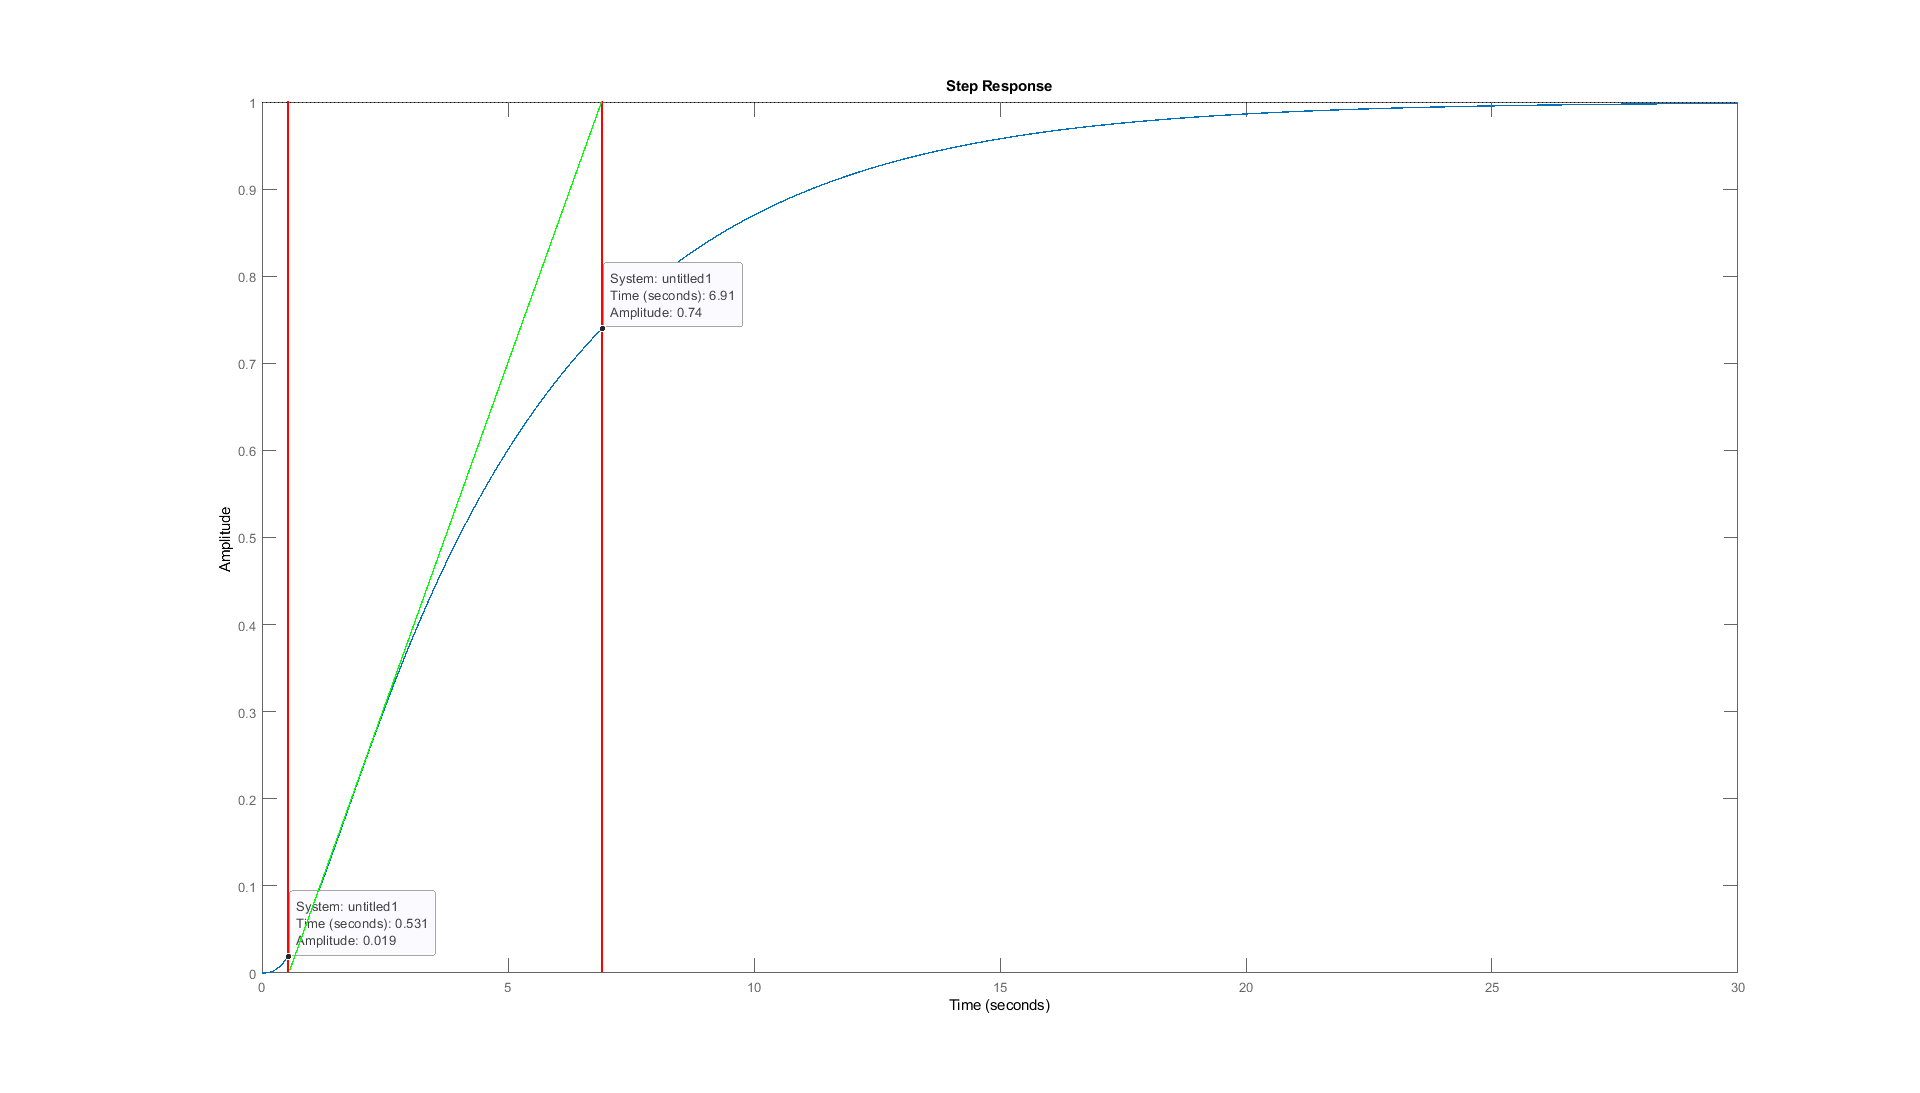 Step Response
1
0.9
0.8
0.7
0.6
0.5
0.4
0.3
0.2
0.1
0
Amplitude
System: untitled1
Time (seconds): 6.91
Amplitude: 0.74
System: untitled1
Time (seconds): 0.531
Amplitude: 0.019
0 5 10 15 20 25 30
Time (seconds)